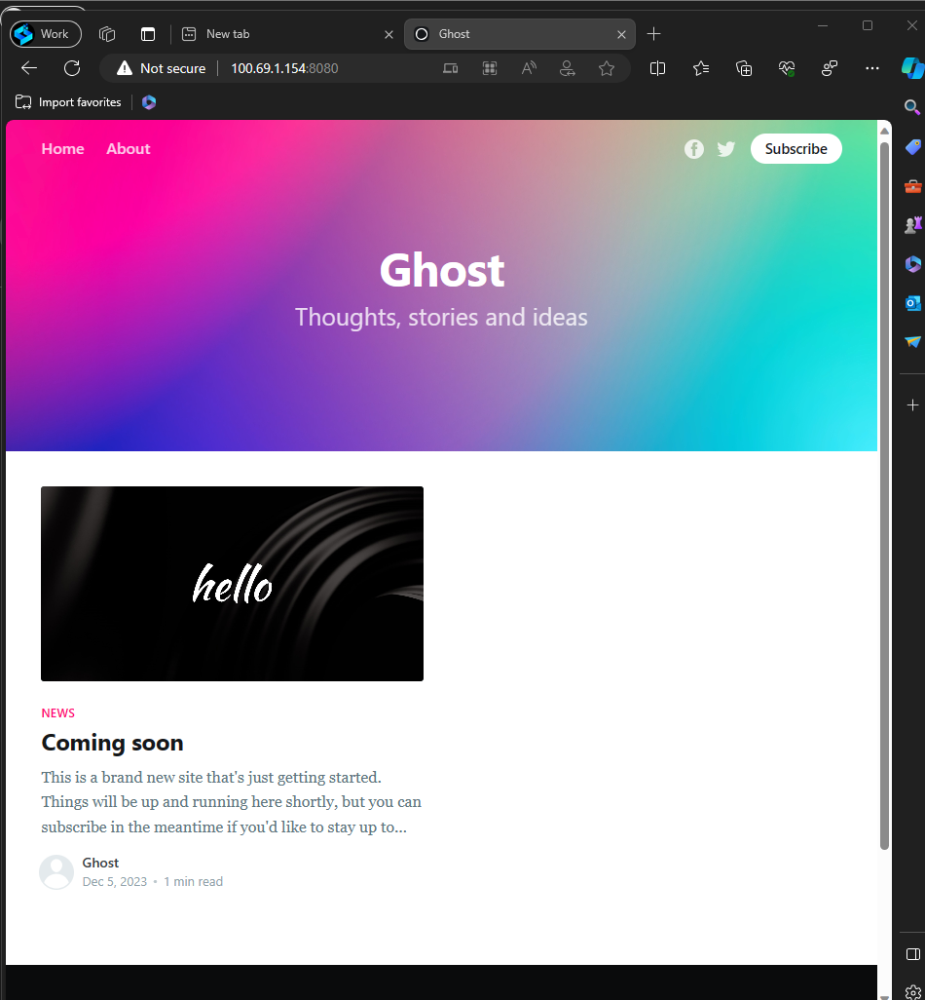 Work
New tab
Ghost
Not secure
100.69.1.154:8080
Import favorites
Home
About
Subscribe
Ghost
Thoughts, stories and ideas
hello
NEWS
Coming soon
This is a brand new site that's just getting started.
Things will be up and running here shortly, but you can
subscribe in the meantime if you'd like to stay up to...
Ghost
Dec 5, 2023 • 1 min read